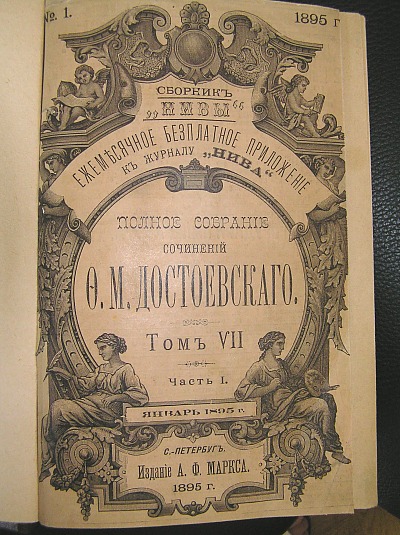 №. 1.
1895 г
СБОРНИКЪ
„НИВЫ“
ЕЖЕМѢСЯЧНОЕ БЕЗПЛАТНОЕ ПРИЛОЖЕНІЕ
КЪ ЖУРНАЛУ „НИВА“
ПОЛНОЕ СОБРАНІЕ
СОЧИНЕНІЙ
Ѳ. М. ДОСТОЕВСКАГО.
Томъ VII
Часть I.
ЯНВАРЬ 1895 г.
С.-ПЕТЕРБУГЪ.
Изданіе А. Ф. МАРКСА.
1895 г.